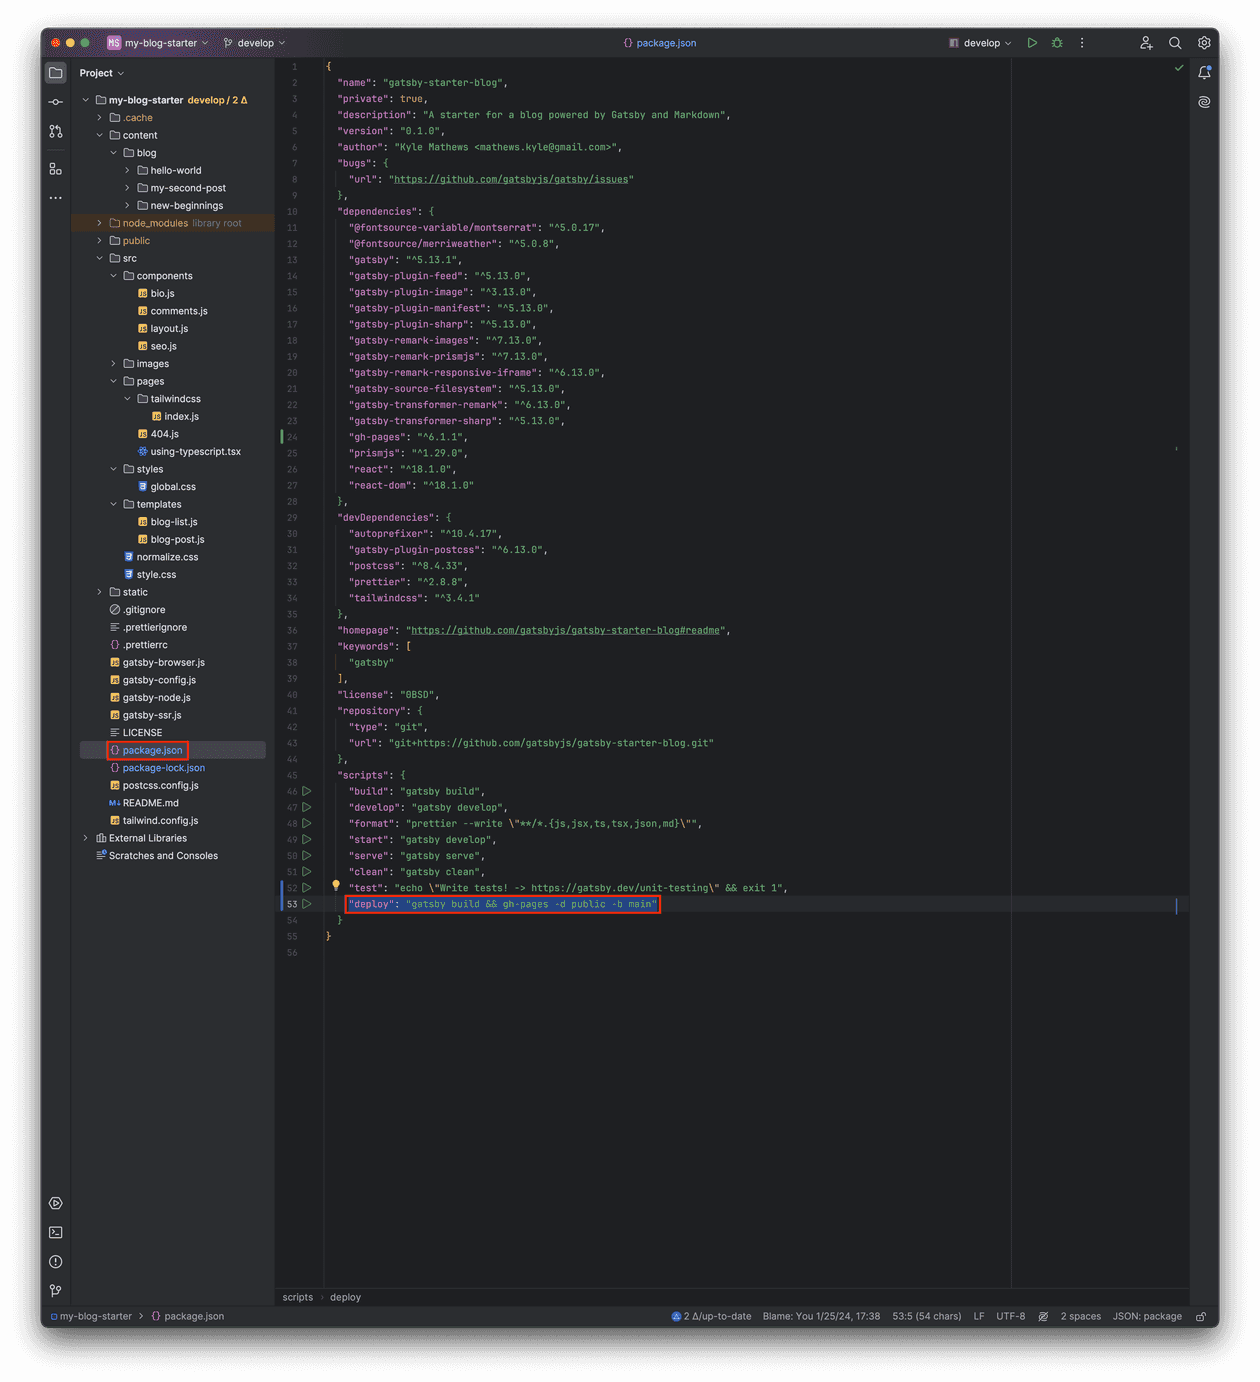 MS my-blog-starter develop
package.json
develop
Project
my-blog-starter develop / 2 Δ
.cache
content
blog
hello-world
my-second-post
new-beginnings
node_modules library root
public
src
components
JS bio.js
JS comments.js
JS layout.js
JS seo.js
images
pages
tailwindcss
JS index.js
JS 404.js
using-typescript.tsx
styles
global.css
templates
JS blog-list.js
JS blog-post.js
normalize.css
style.css
static
.gitignore
.prettierignore
{} .prettierrc
JS gatsby-browser.js
JS gatsby-config.js
JS gatsby-node.js
JS gatsby-ssr.js
LICENSE
{} package.json
{} package-lock.json
JS postcss.config.js
M↓ README.md
JS tailwind.config.js
External Libraries
Scratches and Consoles
1 {
2 "name": "gatsby-starter-blog",
3 "private": true,
4 "description": "A starter for a blog powered by Gatsby and Markdown",
5 "version": "0.1.0",
6 "author": "Kyle Mathews <mathews.kyle@gmail.com>",
7 "bugs": {
8 "url": "https://github.com/gatsbyjs/gatsby/issues"
9 },
10 "dependencies": {
11 "@fontsource-variable/montserrat": "^5.0.17",
12 "@fontsource/merriweather": "^5.0.8",
13 "gatsby": "^5.13.1",
14 "gatsby-plugin-feed": "^5.13.0",
15 "gatsby-plugin-image": "^3.13.0",
16 "gatsby-plugin-manifest": "^5.13.0",
17 "gatsby-plugin-sharp": "^5.13.0",
18 "gatsby-remark-images": "^7.13.0",
19 "gatsby-remark-prismjs": "^7.13.0",
20 "gatsby-remark-responsive-iframe": "^6.13.0",
21 "gatsby-source-filesystem": "^5.13.0",
22 "gatsby-transformer-remark": "^6.13.0",
23 "gatsby-transformer-sharp": "^5.13.0",
24 "gh-pages": "^6.1.1",
25 "prismjs": "^1.29.0",
26 "react": "^18.1.0",
27 "react-dom": "^18.1.0"
28 },
29 "devDependencies": {
30 "autoprefixer": "^10.4.17",
31 "gatsby-plugin-postcss": "^6.13.0",
32 "postcss": "^8.4.33",
33 "prettier": "^2.8.8",
34 "tailwindcss": "^3.4.1"
35 },
36 "homepage": "https://github.com/gatsbyjs/gatsby-starter-blog#readme",
37 "keywords": [
38 "gatsby"
39 ],
40 "license": "0BSD",
41 "repository": {
42 "type": "git",
43 "url": "git+https://github.com/gatsbyjs/gatsby-starter-blog.git"
44 },
45 "scripts": {
46 "build": "gatsby build",
47 "develop": "gatsby develop",
48 "format": "prettier --write \"**/*.{js,jsx,ts,tsx,json,md}\"",
49 "start": "gatsby develop",
50 "serve": "gatsby serve",
51 "clean": "gatsby clean",
52 "test": "echo \"Write tests! -> https://gatsby.dev/unit-testing\" && exit 1",
53 "deploy": "gatsby build && gh-pages -d public -b main"
54 }
55 }
56
scripts › deploy
my-blog-starter › {} package.json
2 Δ/up-to-date Blame: You 1/25/24, 17:38 53:5 (54 chars) LF UTF-8 2 spaces JSON: package